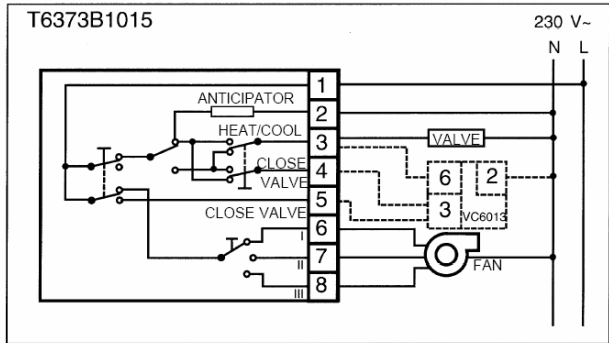 T6373B1015
230 V~
N L
1
ANTICIPATOR
2
HEAT/COOL
3
VALVE
CLOSE
VALVE
4
6
2
3
VC6013
5
CLOSE VALVE
I
6
II
7
FAN
III
8